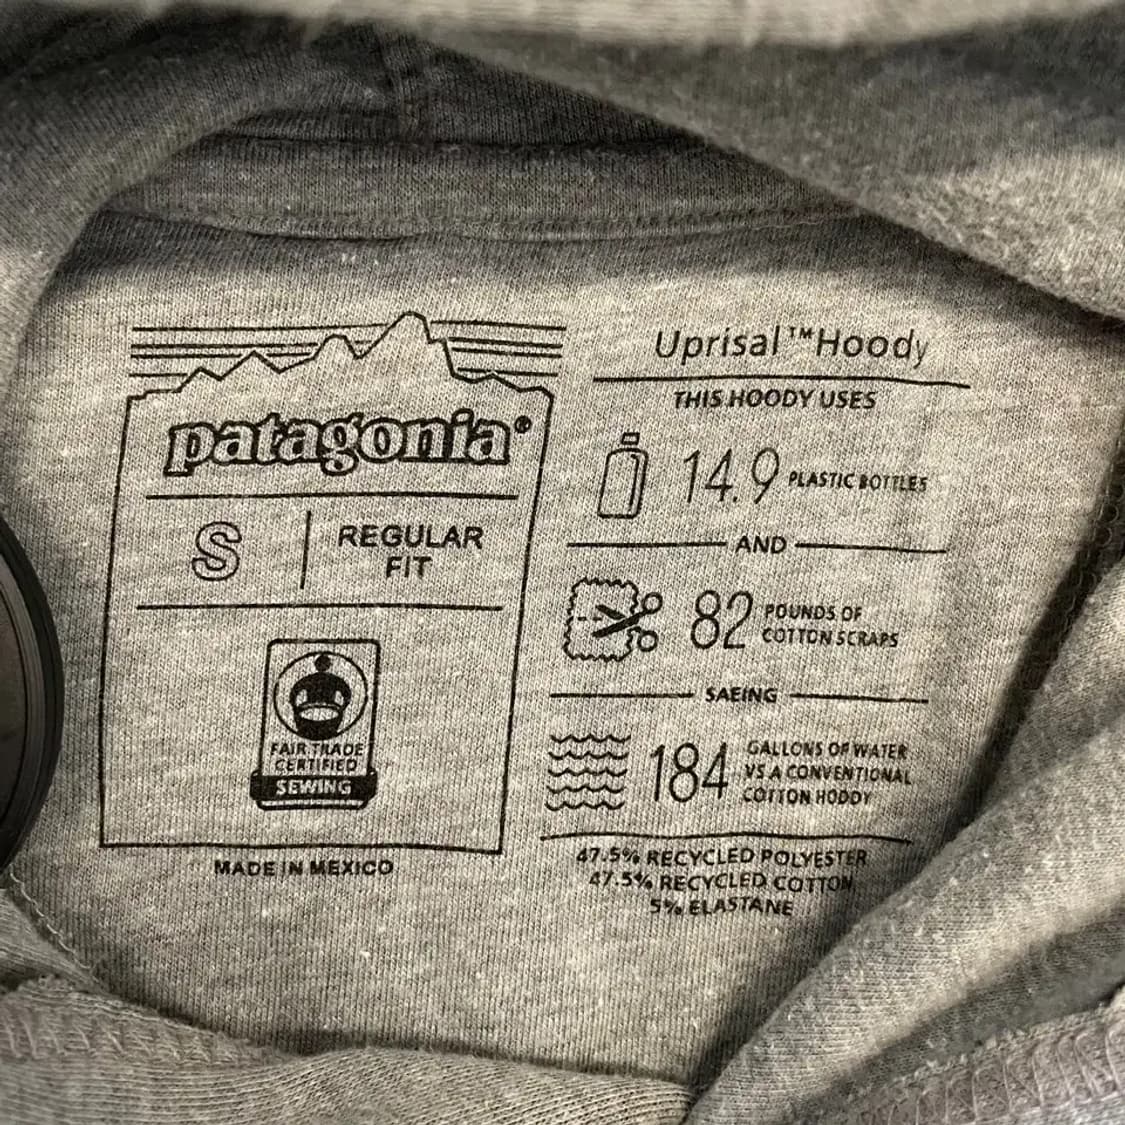 patagonia®
S
REGULAR
FIT
FAIR TRADE
CERTIFIED
SEWING
MADE IN MEXICO
Uprisal™ Hoody
THIS HOODY USES
14.9 PLASTIC BOTTLES
AND
82 POUNDS OF
COTTON SCRAPS
SAEING
184 GALLONS OF WATER
VS A CONVENTIONAL
COTTON HODDY
47.5% RECYCLED POLYESTER
47.5% RECYCLED COTTON
5% ELASTANE